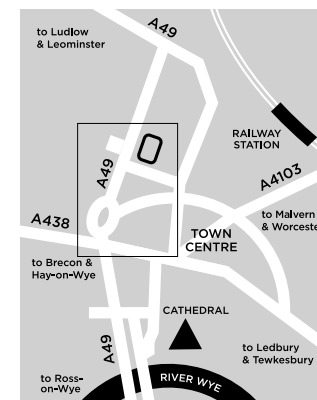 to Ludlow
& Leominster
A49
RAILWAY
STATION
A49
A4103
A438
to Malvern
& Worceste
TOWN
CENTRE
to Brecon &
Hay-on-Wye
CATHEDRAL
A49
to Ledbury
& Tewkesbury
to Ross-
on-Wye
RIVER WYE